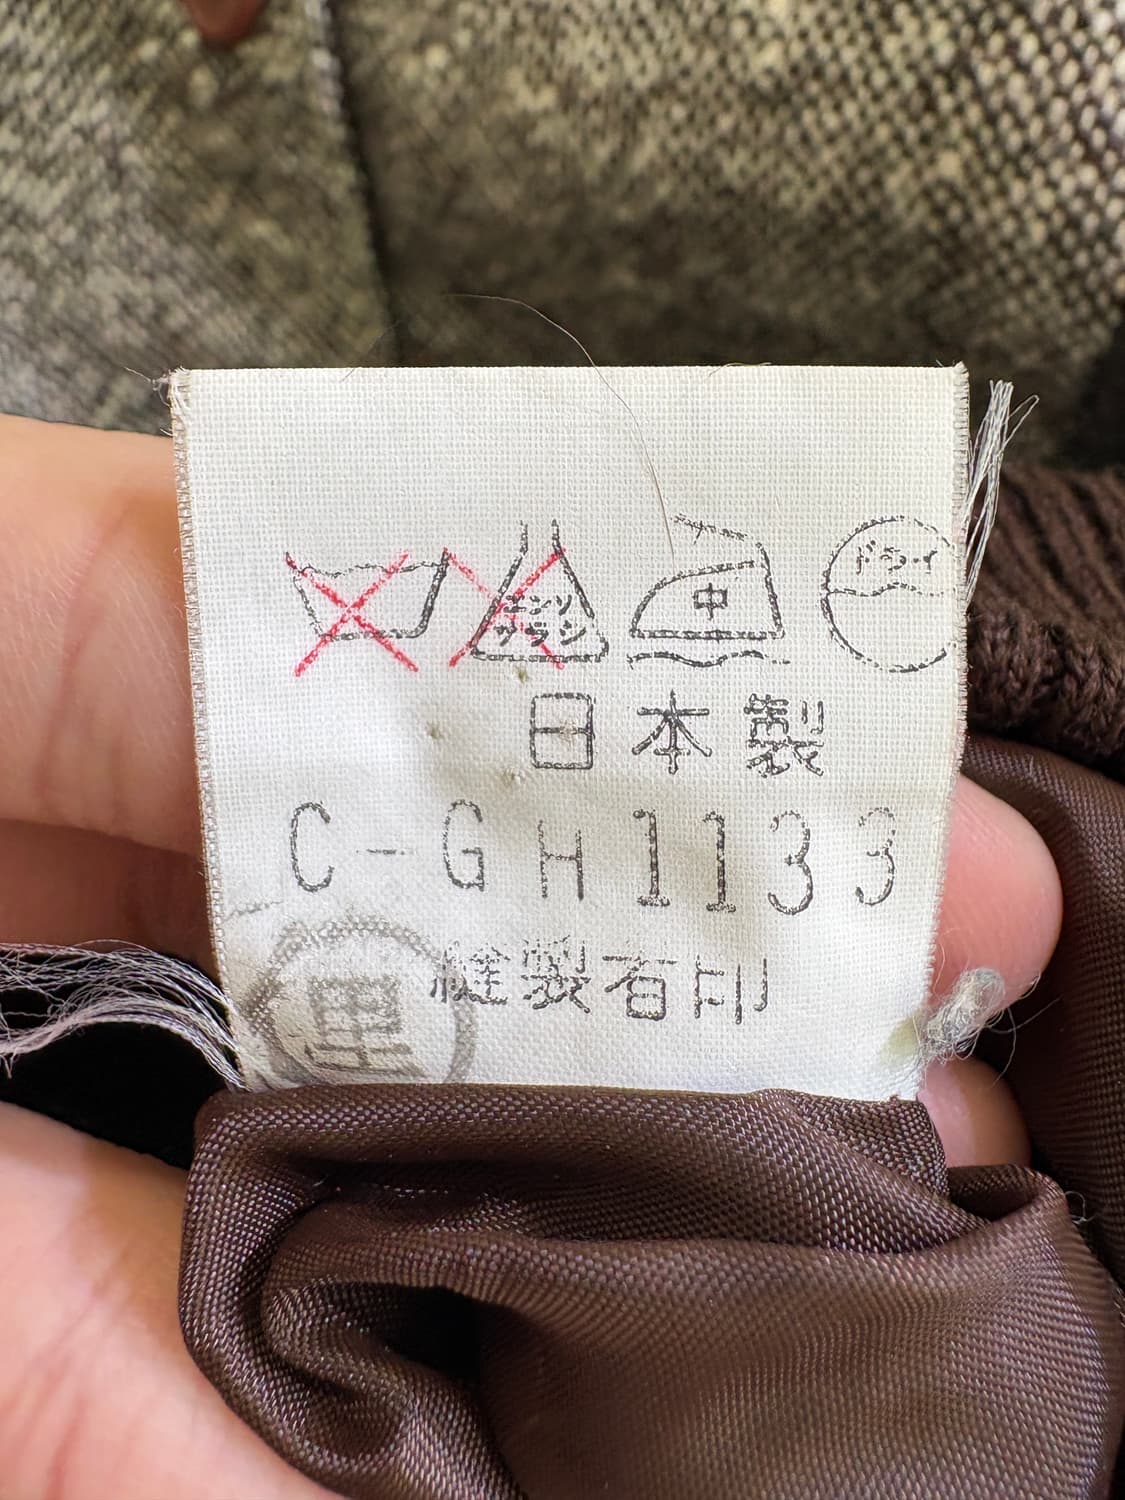 エンソ
サラシ
中
ドライ
日本製
C-GH1133
縫製者印
里